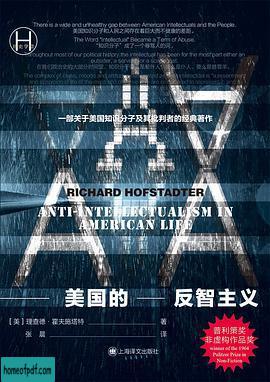 There is a wide and unhealthy gap between American Intellectuals and the People.
美国知识分子和人民之间存在着巨大而不健康的差距。
The Word "Intellectual" Became a Term of Abuse.
"知识分子"成了一个辱骂人的词。
一部关于美国知识分子及其批判者的经典著作
RICHARD HOFSTADTER
ANTI-INTELLECTUALISM IN
AMERICAN LIFE
美国的 反智主义
[美]理查德·霍夫施塔特 著
张晨 译
上海译文出版社
普利策奖
非虚构作品奖
winner of the 1964
Pulitzer Prize in
Non-Fiction
homeofpdf.com